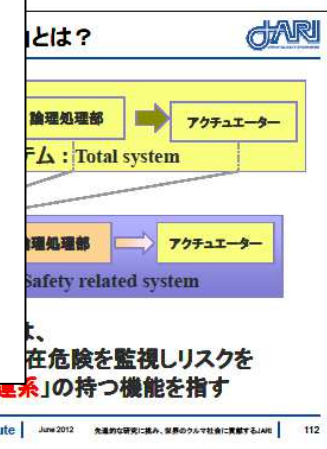 とは？
JARI
論理処理部
アクチュエーター
テム：Total system
理処理部
アクチュエーター
Safety related system
は、
在危険を監視しリスクを
連系」の持つ機能を指す
ute | June 2012 先進的な研究に挑み、世界のクルマ社会に貢献するJARI | 112